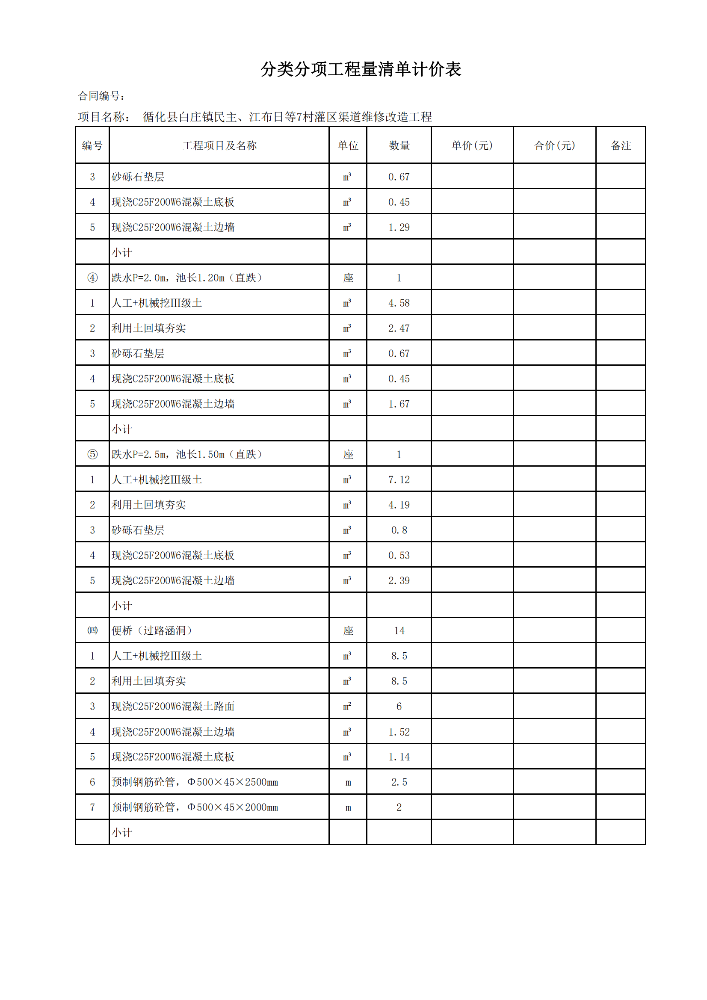 分类分项工程量清单计价表
合同编号:
项目名称: 循化县白庄镇民主、江布日等7村灌区渠道维修改造工程
编号 工程项目及名称 单位 数量 单价(元) 合价(元) 备注
3 砂砾石垫层 m³ 0.67
4 现浇C25F200W6混凝土底板 m³ 0.45
5 现浇C25F200W6混凝土边墙 m³ 1.29
小计
④ 跌水P=2.0m，池长1.20m（直跌） 座 1
1 人工+机械挖Ⅲ级土 m³ 4.58
2 利用土回填夯实 m³ 2.47
3 砂砾石垫层 m³ 0.67
4 现浇C25F200W6混凝土底板 m³ 0.45
5 现浇C25F200W6混凝土边墙 m³ 1.67
小计
⑤ 跌水P=2.5m，池长1.50m（直跌） 座 1
1 人工+机械挖Ⅲ级土 m³ 7.12
2 利用土回填夯实 m³ 4.19
3 砂砾石垫层 m³ 0.8
4 现浇C25F200W6混凝土底板 m³ 0.53
5 现浇C25F200W6混凝土边墙 m³ 2.39
小计
㈣ 便桥（过路涵洞） 座 14
1 人工+机械挖Ⅲ级土 m³ 8.5
2 利用土回填夯实 m³ 8.5
3 现浇C25F200W6混凝土路面 m² 6
4 现浇C25F200W6混凝土边墙 m³ 1.52
5 现浇C25F200W6混凝土底板 m³ 1.14
6 预制钢筋砼管，Φ500×45×2500mm m 2.5
7 预制钢筋砼管，Φ500×45×2000mm m 2
小计